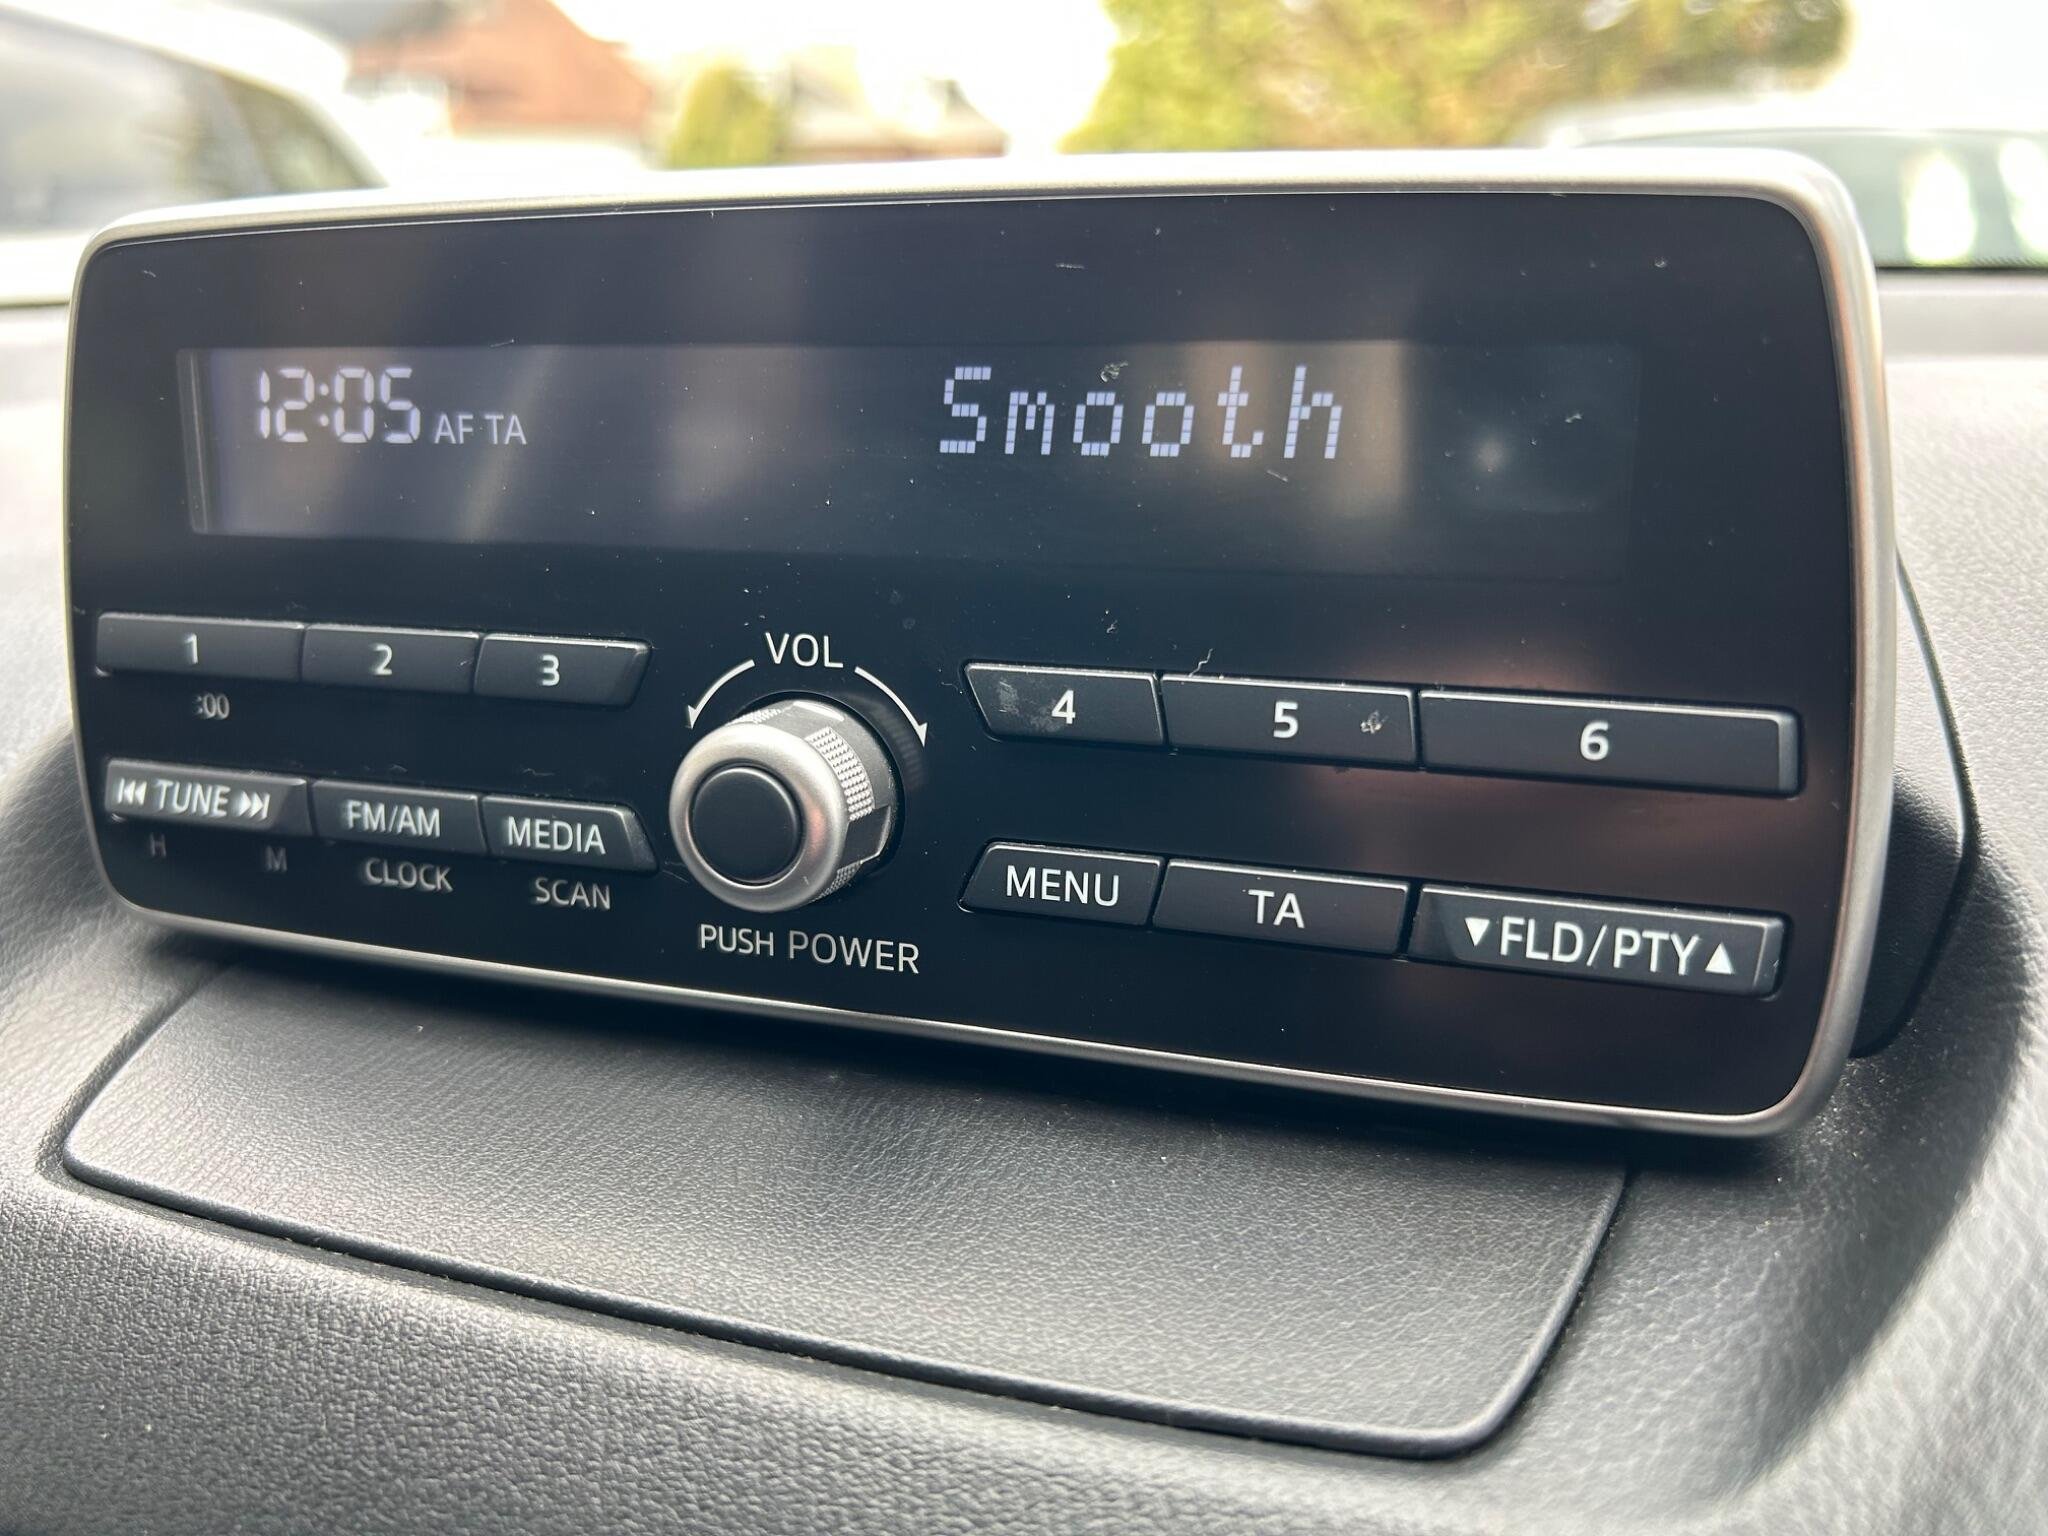 12:05 AF TA Smooth
1 2 3 VOL 4 5 6
:00
⏮ TUNE ⏭ FM/AM MEDIA MENU TA ▼FLD/PTY▲
H M CLOCK SCAN
PUSH POWER